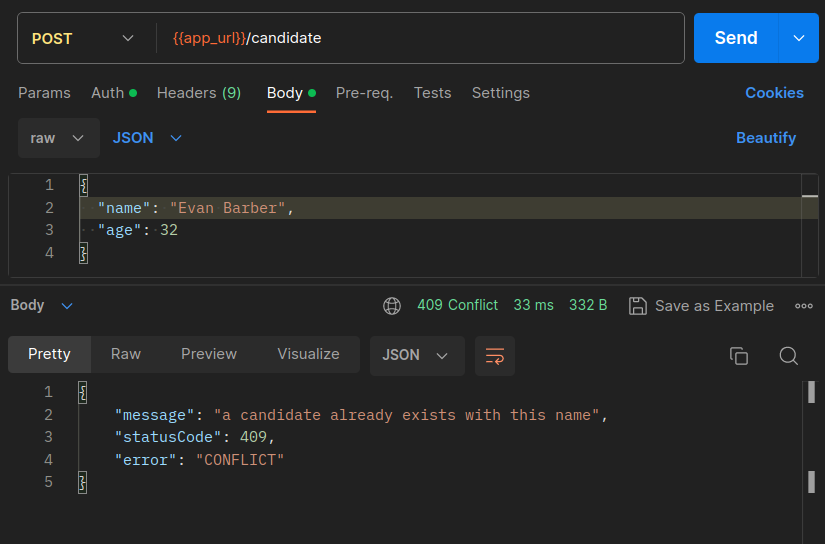 POST {{app_url}}/candidate Send
Params Auth Headers (9) Body Pre-req. Tests Settings Cookies
raw JSON Beautify
1 {
2 "name": "Evan Barber",
3 "age": 32
4 }
Body 409 Conflict 33 ms 332 B Save as Example
Pretty Raw Preview Visualize JSON
1 {
2 "message": "a candidate already exists with this name",
3 "statusCode": 409,
4 "error": "CONFLICT"
5 }